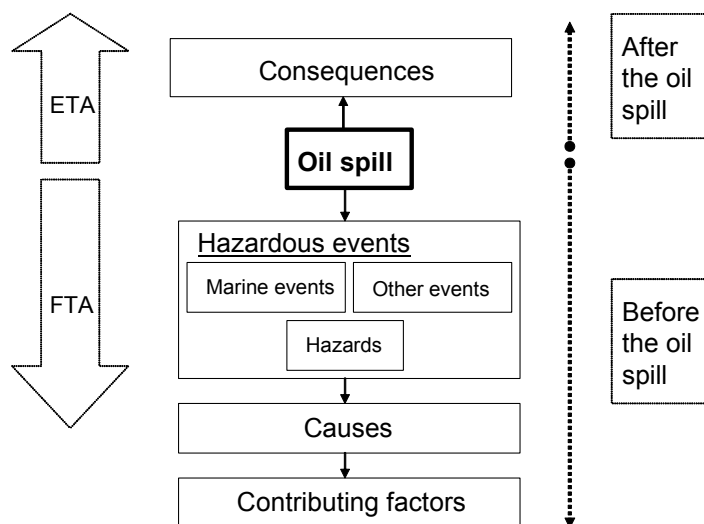 ETA
Consequences
After
the oil
spill
Oil spill
Hazardous events
Marine events
Other events
Hazards
FTA
Before
the oil
spill
Causes
Contributing factors